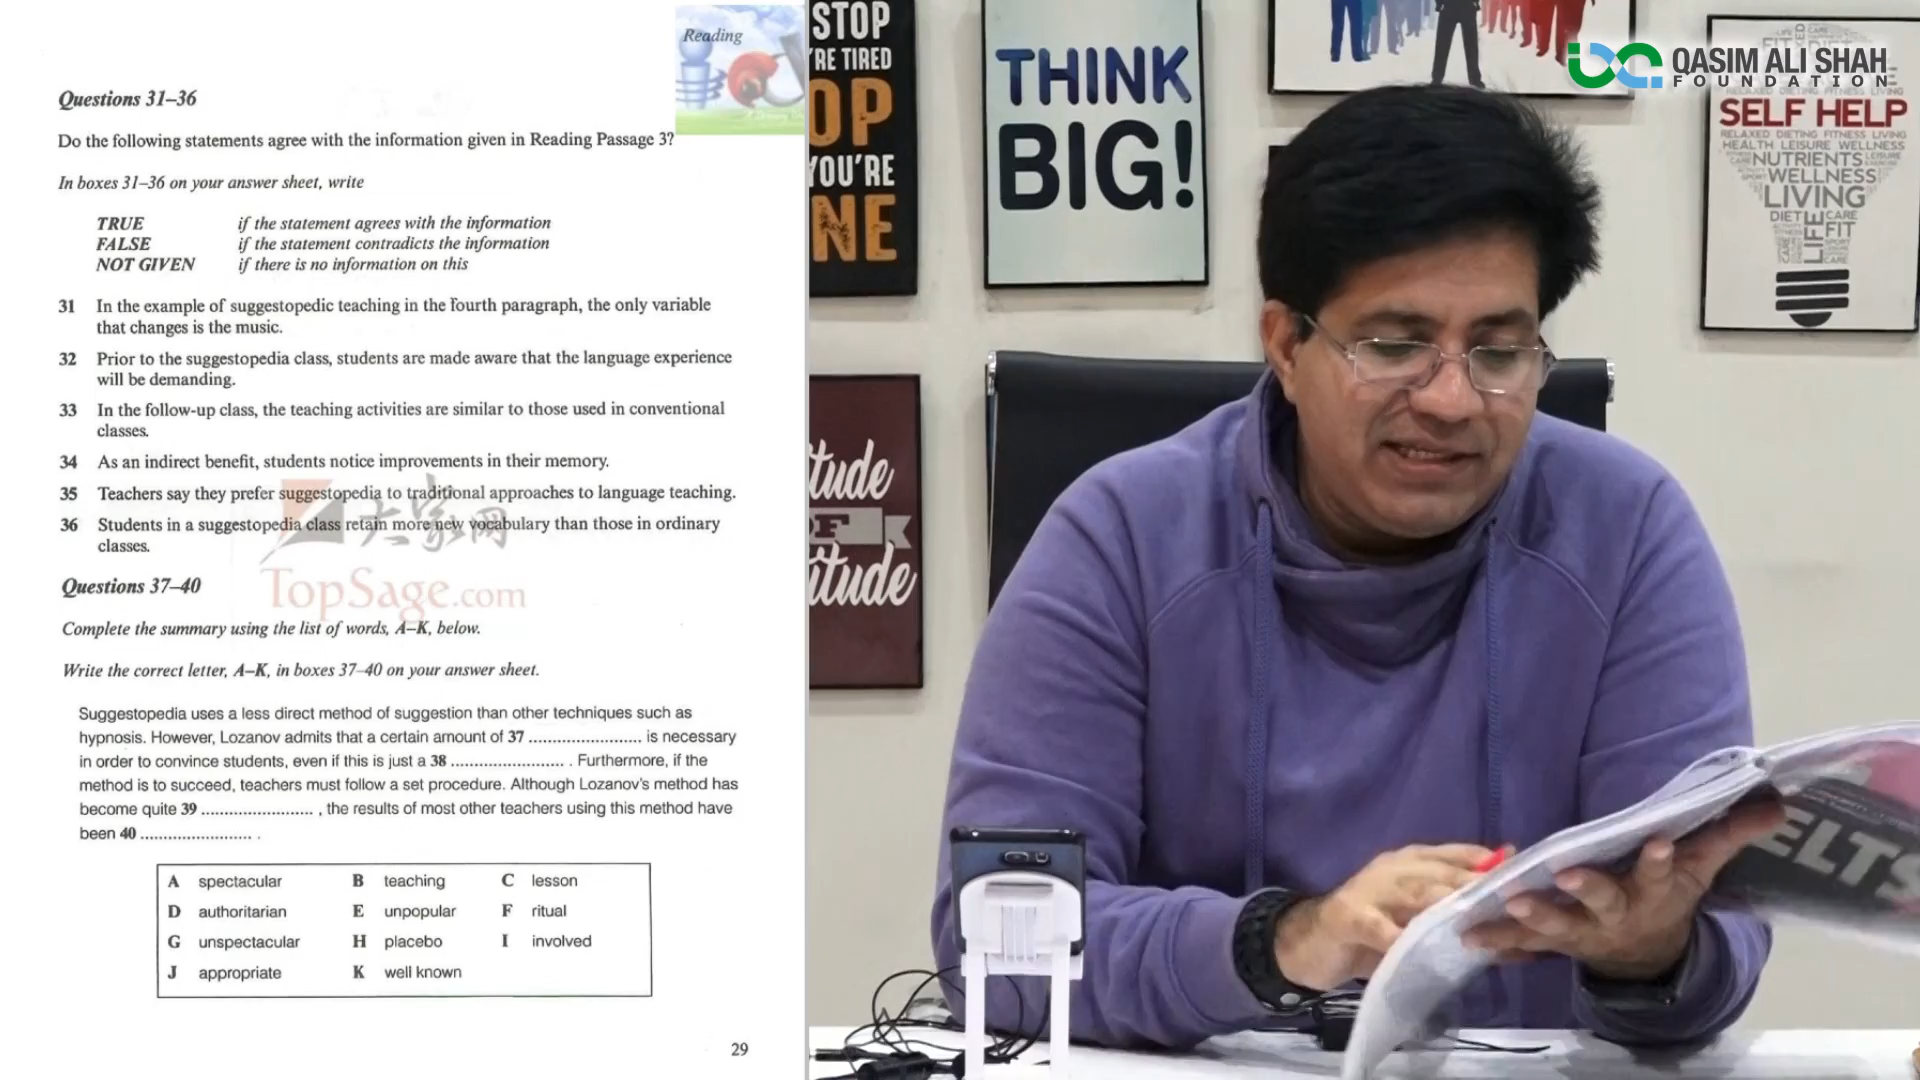 Reading
Questions 31–36
Do the following statements agree with the information given in Reading Passage 3?
In boxes 31–36 on your answer sheet, write
TRUE if the statement agrees with the information
FALSE if the statement contradicts the information
NOT GIVEN if there is no information on this
31 In the example of suggestopedic teaching in the fourth paragraph, the only variable
that changes is the music.
32 Prior to the suggestopedia class, students are made aware that the language experience
will be demanding.
33 In the follow-up class, the teaching activities are similar to those used in conventional
classes.
34 As an indirect benefit, students notice improvements in their memory.
35 Teachers say they prefer suggestopedia to traditional approaches to language teaching.
36 Students in a suggestopedia class retain more new vocabulary than those in ordinary
classes.
大家网
TopSage.com
Questions 37–40
Complete the summary using the list of words, A–K, below.
Write the correct letter, A–K, in boxes 37–40 on your answer sheet.
Suggestopedia uses a less direct method of suggestion than other techniques such as
hypnosis. However, Lozanov admits that a certain amount of 37 ........................ is necessary
in order to convince students, even if this is just a 38 ........................ . Furthermore, if the
method is to succeed, teachers must follow a set procedure. Although Lozanov's method has
become quite 39 ........................ , the results of most other teachers using this method have
been 40 ........................ .
A spectacular B teaching C lesson
D authoritarian E unpopular F ritual
G unspectacular H placebo I involved
J appropriate K well known
29
STOP
'RE TIRED
OP
YOU'RE
NE
THINK
BIG!
tude
OF
titude
QASIM ALI SHAH
FOUNDATION
SELF HELP
RELAXED DIETING FITNESS LIVING
HEALTH LEISURE WELLNESS
NUTRIENTS
WELLNESS
LIVING
DIET CARE
LIFE FIT
ELTS